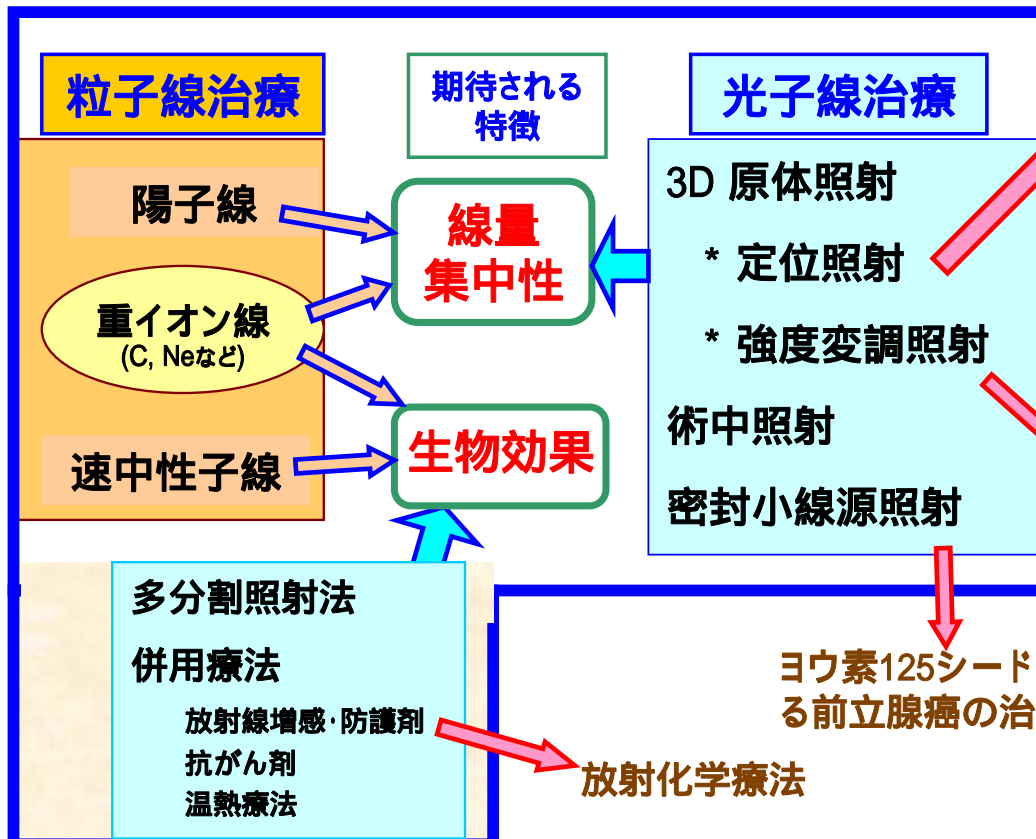 粒子線治療
期待される
特徴
光子線治療
陽子線
重イオン線
(C, Neなど)
速中性子線
線量
集中性
生物効果
3D 原体照射
* 定位照射
* 強度変調照射
術中照射
密封小線源照射
多分割照射法
併用療法
放射線増感・防護剤
抗がん剤
温熱療法
放射化学療法
ヨウ素125シード
る前立腺癌の治